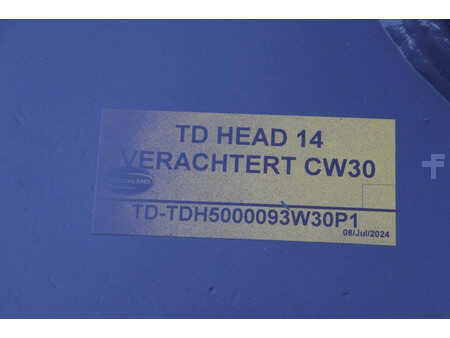 TD HEAD 14
VERACHTERT CW30
TD-TDH5000093W30P1
08/Jul/2024